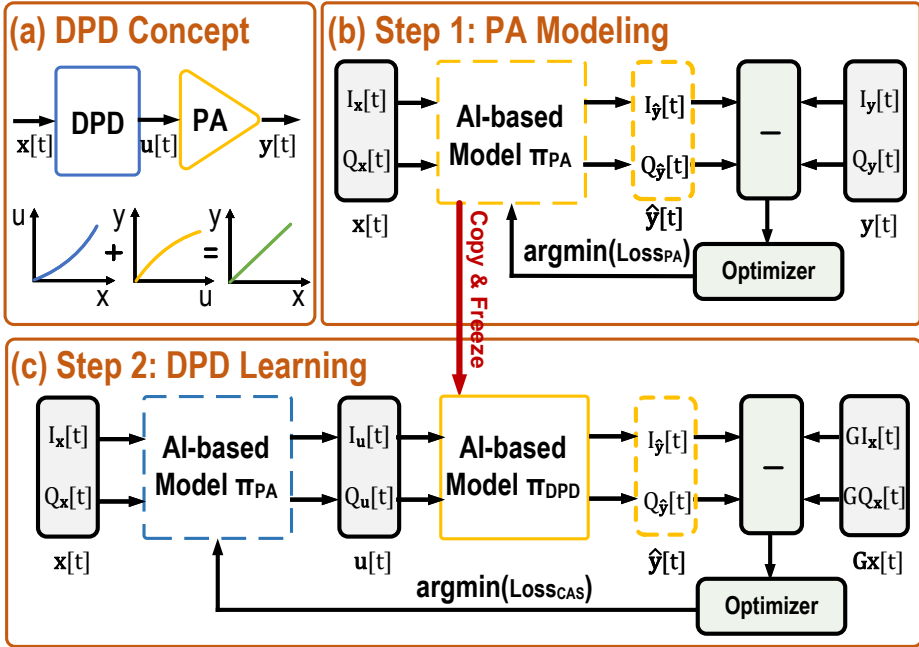 (a) DPD Concept
DPD
PA
x[t]
u[t]
y[t]
u
y
y
+
=
x
u
x
(b) Step 1: PA Modeling
Iₓ[t]
Qₓ[t]
x[t]
AI-based
Model πPA
Iŷ[t]
Qŷ[t]
ŷ[t]
−
Iy[t]
Qy[t]
y[t]
argmin(LossPA)
Optimizer
Copy & Freeze
(c) Step 2: DPD Learning
Iₓ[t]
Qₓ[t]
x[t]
AI-based
Model πPA
Iu[t]
Qu[t]
u[t]
AI-based
Model πDPD
Iŷ[t]
Qŷ[t]
ŷ[t]
−
GIₓ[t]
GQₓ[t]
Gx[t]
argmin(LossCAS)
Optimizer